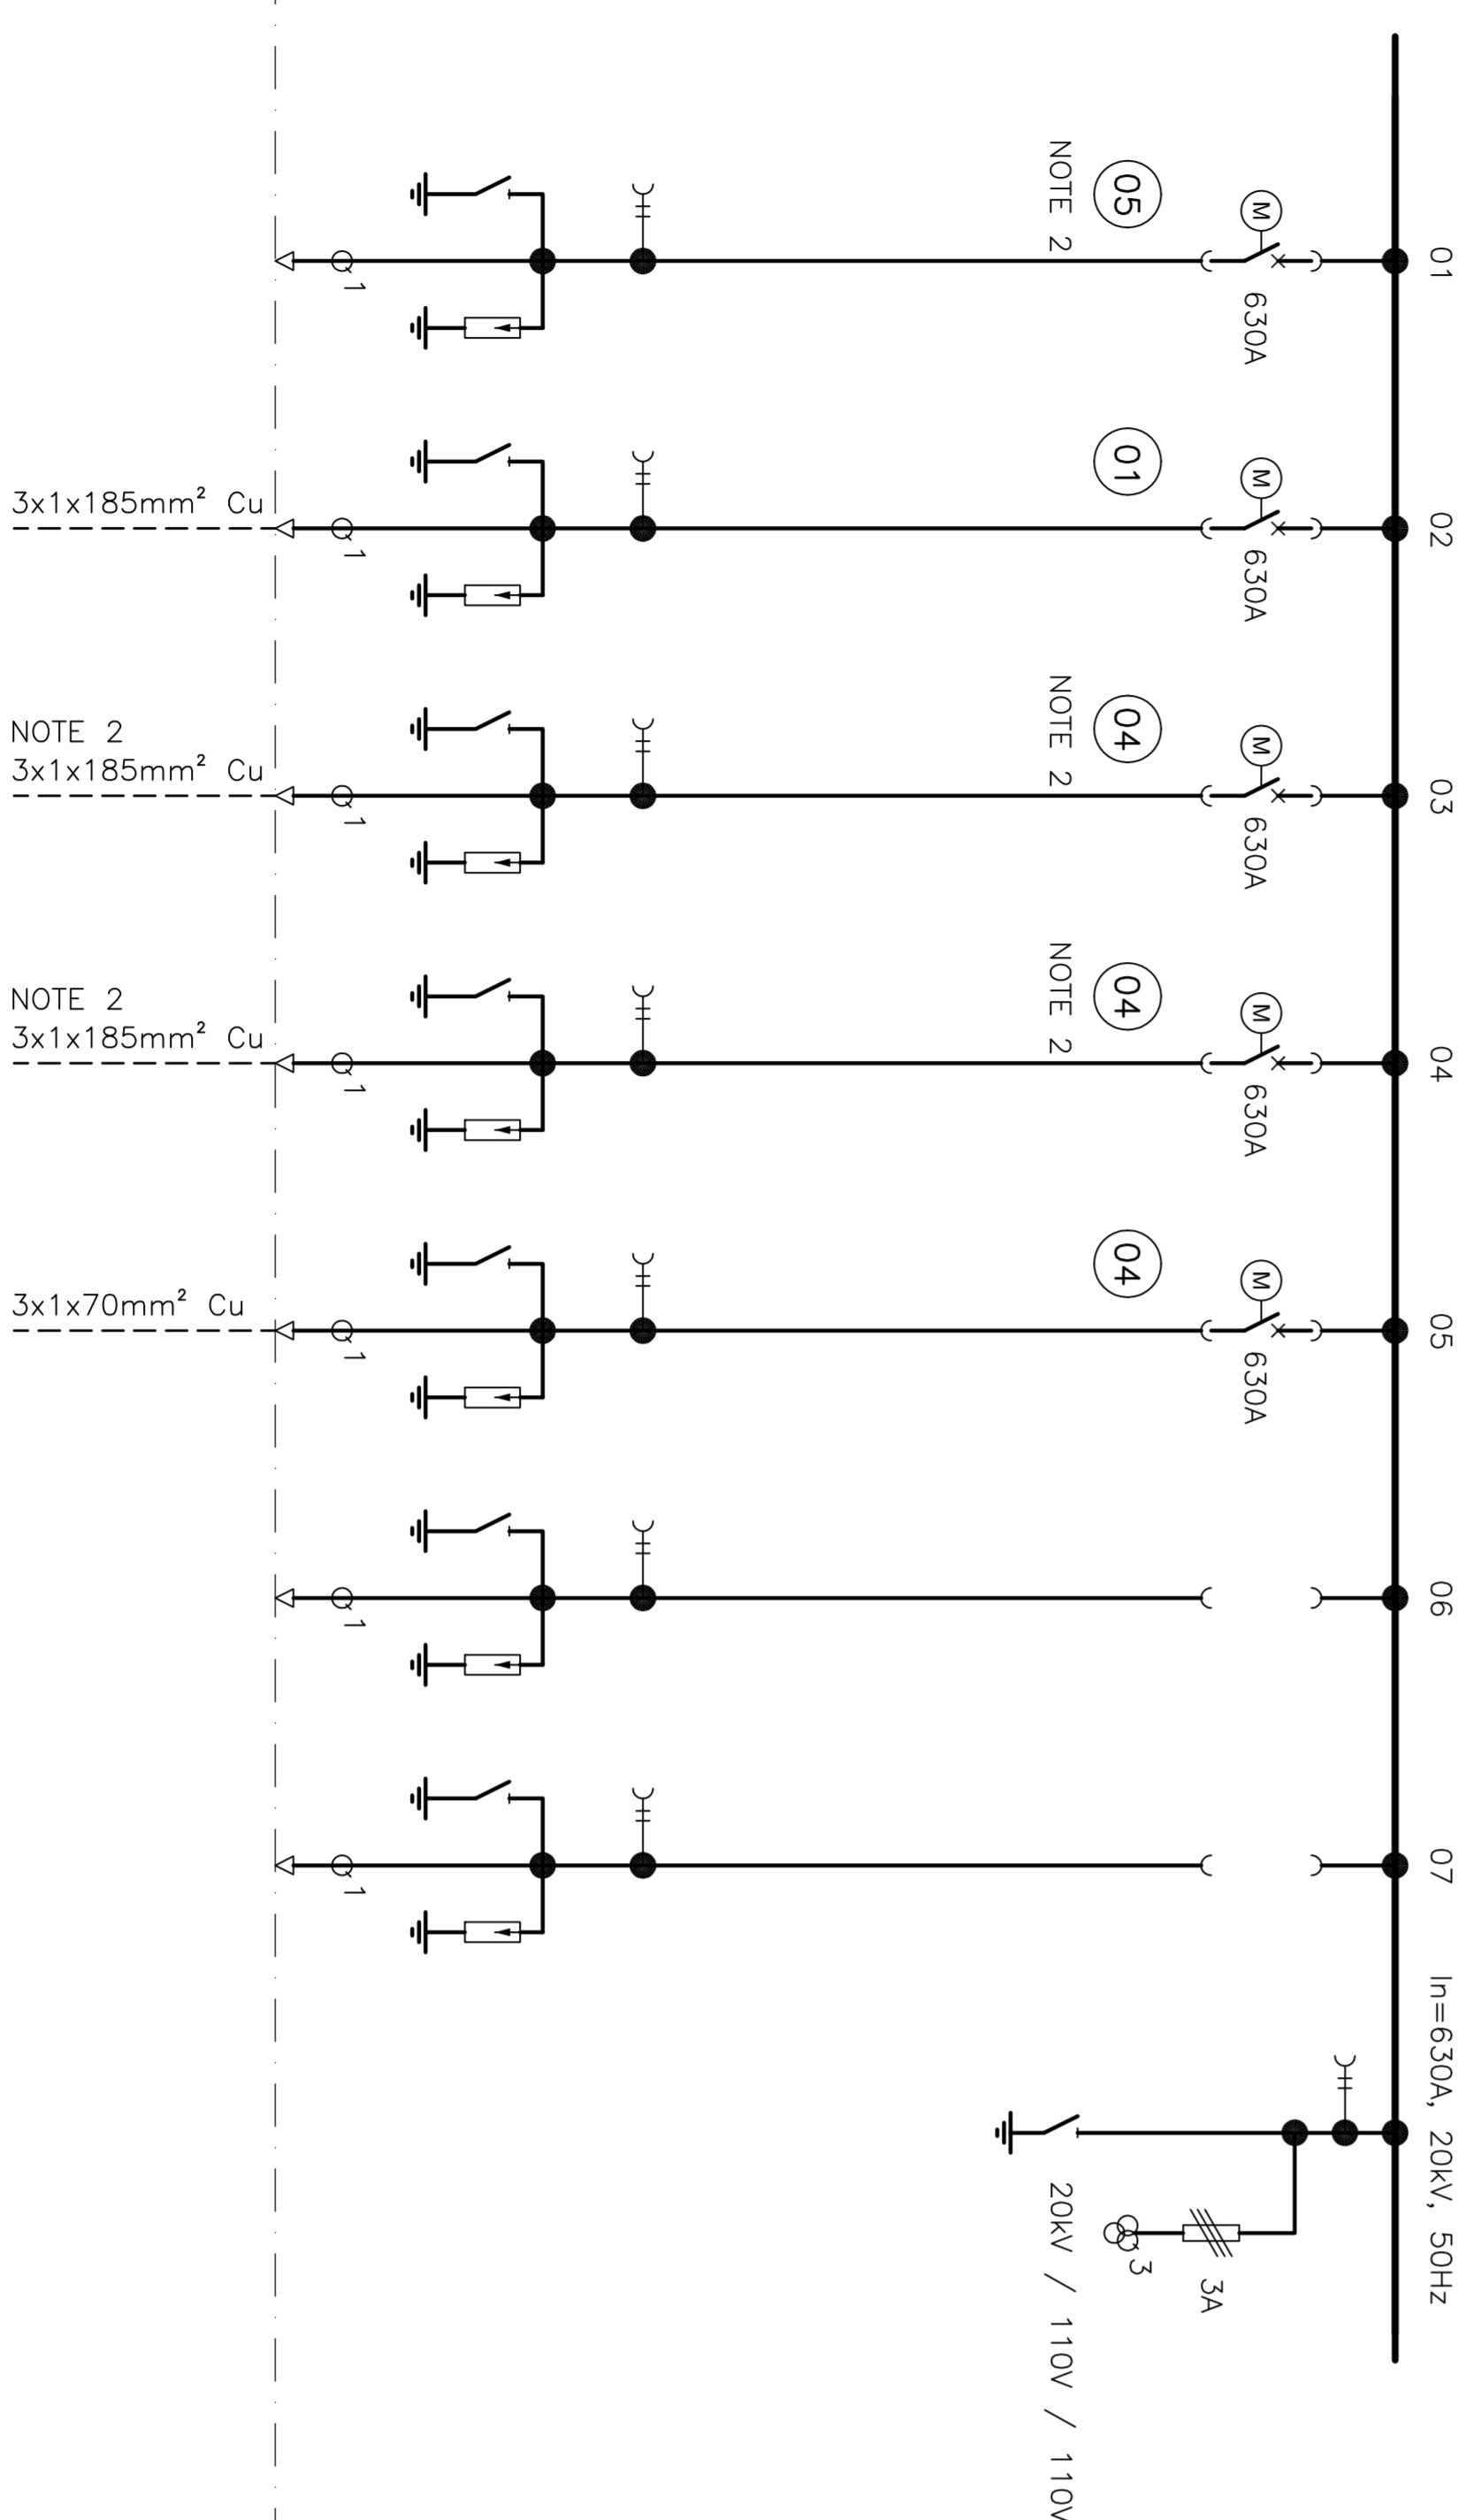 01
02
03
04
05
06
07
In=630A, 20kV, 50Hz
M
630A
M
630A
M
630A
M
630A
M
630A
05
NOTE 2
01
04
NOTE 2
04
NOTE 2
04
3A
3
20kV / 110V / 110V
1
1
1
1
1
1
1
3x1x185mm² Cu
NOTE 2
3x1x185mm² Cu
NOTE 2
3x1x185mm² Cu
3x1x70mm² Cu